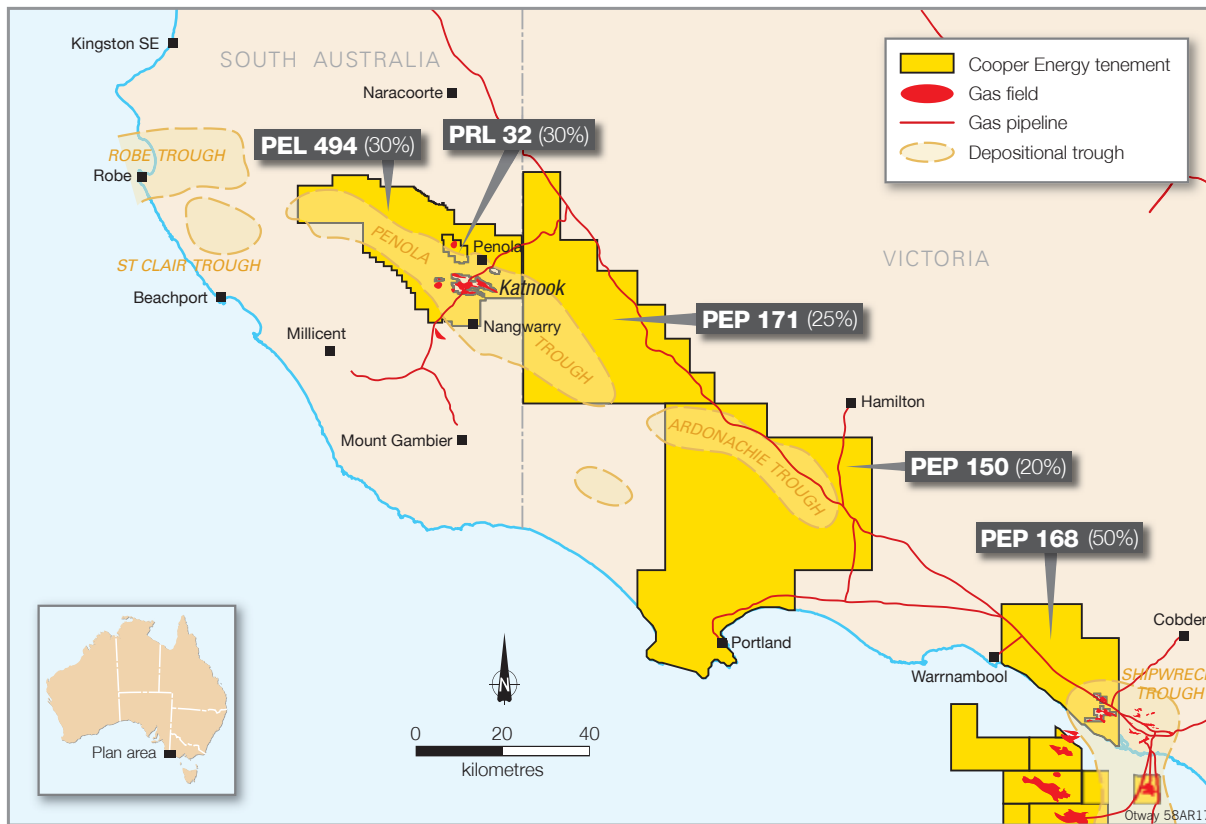 Kingston SE
SOUTH AUSTRALIA
Naracoorte
Cooper Energy tenement
Gas field
Gas pipeline
Depositional trough
PEL 494 (30%)
PRL 32 (30%)
ROBE TROUGH
Robe
ST CLAIR TROUGH
Beachport
PENOLA
TROUGH
Penola
Katnook
Nangwarry
Millicent
Mount Gambier
VICTORIA
PEP 171 (25%)
Hamilton
ARDONACHIE TROUGH
PEP 150 (20%)
PEP 168 (50%)
Cobden
Portland
Warrnambool
SHIPWRECK
TROUGH
N
0 20 40
kilometres
Plan area
Otway 58AR17